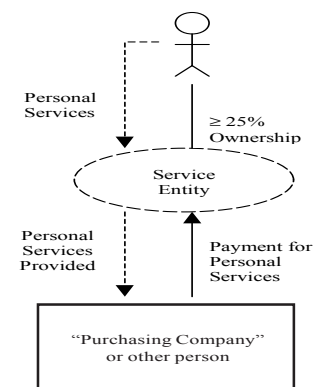 Personal
Services
≥ 25%
Ownership
Service
Entity
Personal
Services
Provided
Payment for
Personal
Services
“Purchasing Company”
or other person